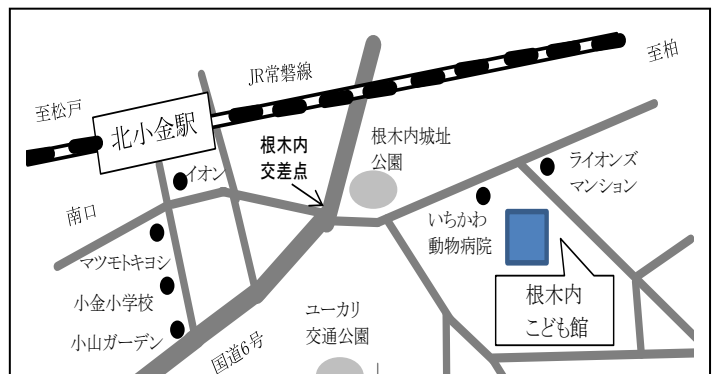 JR常磐線
至柏
至松戸
北小金駅
根木内
交差点
根木内城址
公園
ライオンズ
マンション
イオン
南口
いちかわ
動物病院
マツモトキヨシ
小金小学校
小山ガーデン
国道6号
ユーカリ
交通公園
根木内
こども館